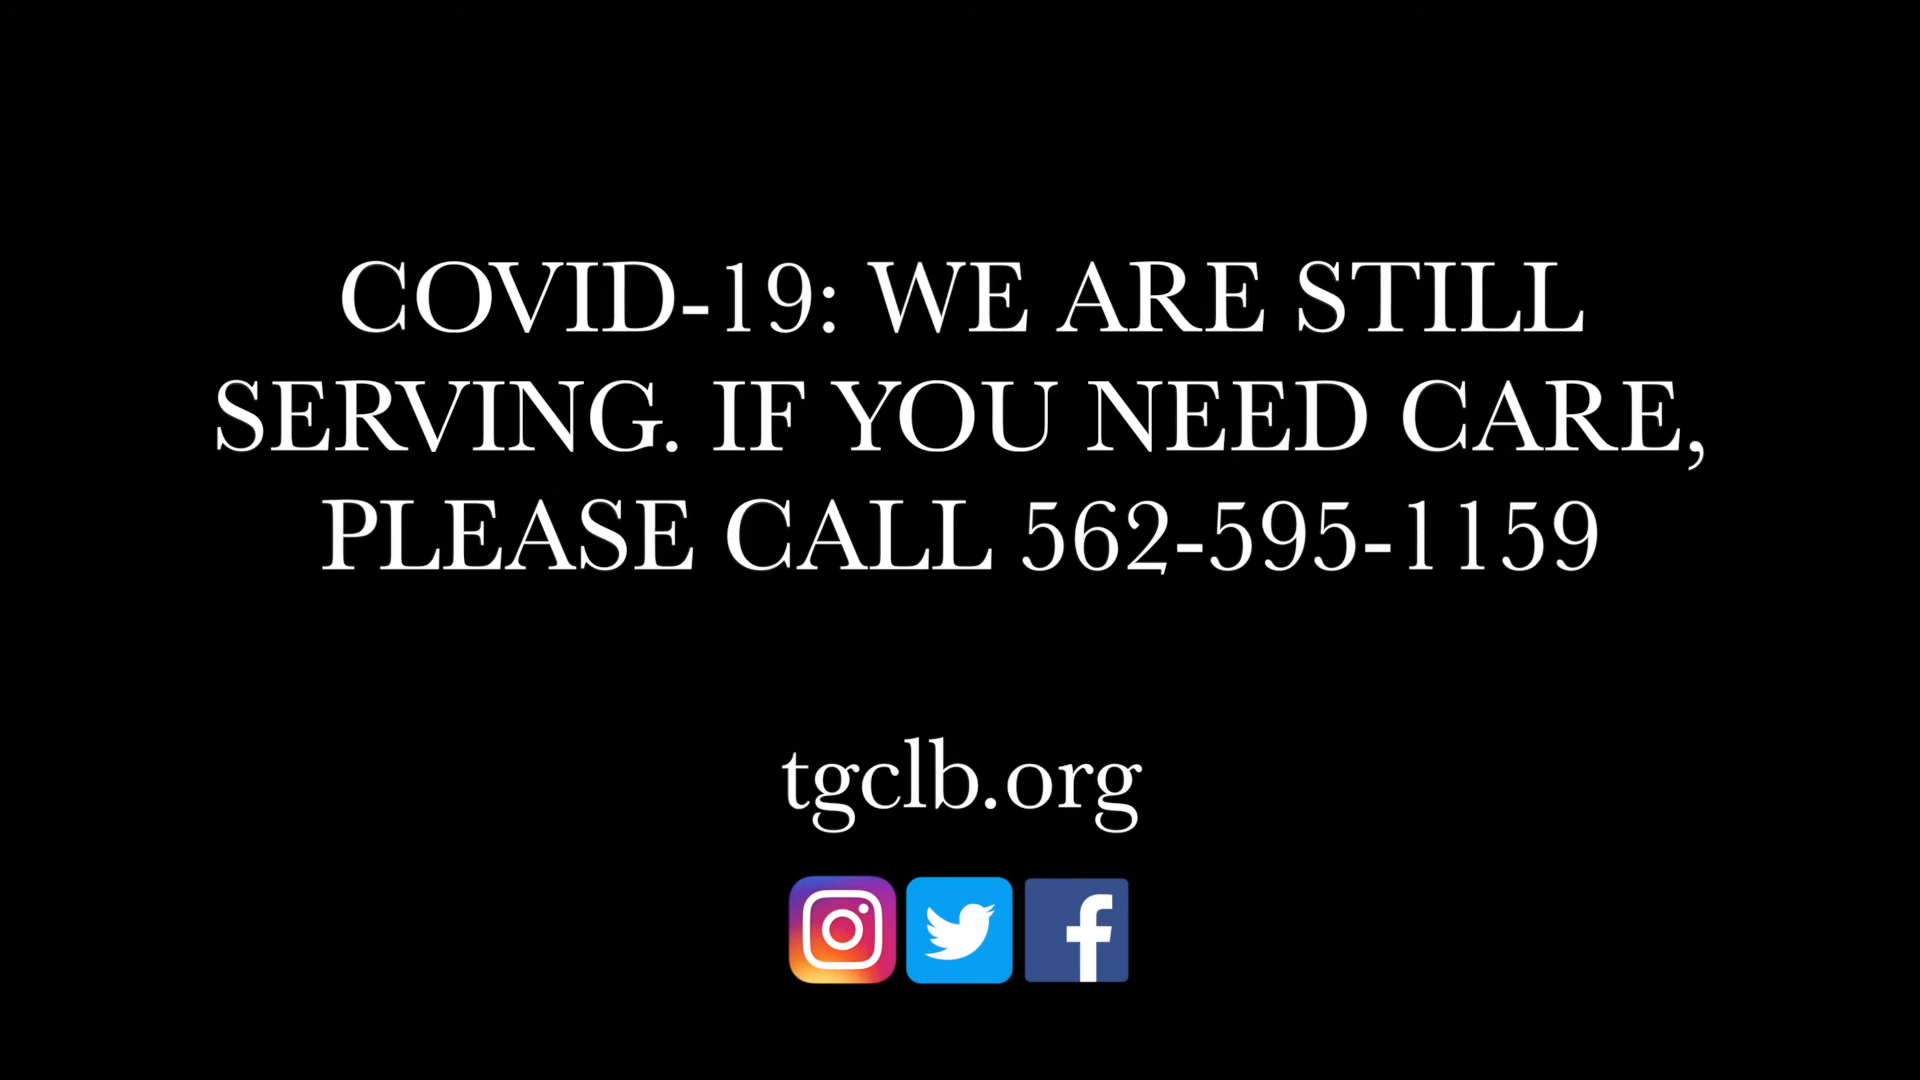 COVID-19: WE ARE STILL
SERVING. IF YOU NEED CARE,
PLEASE CALL 562-595-1159
tgclb.org